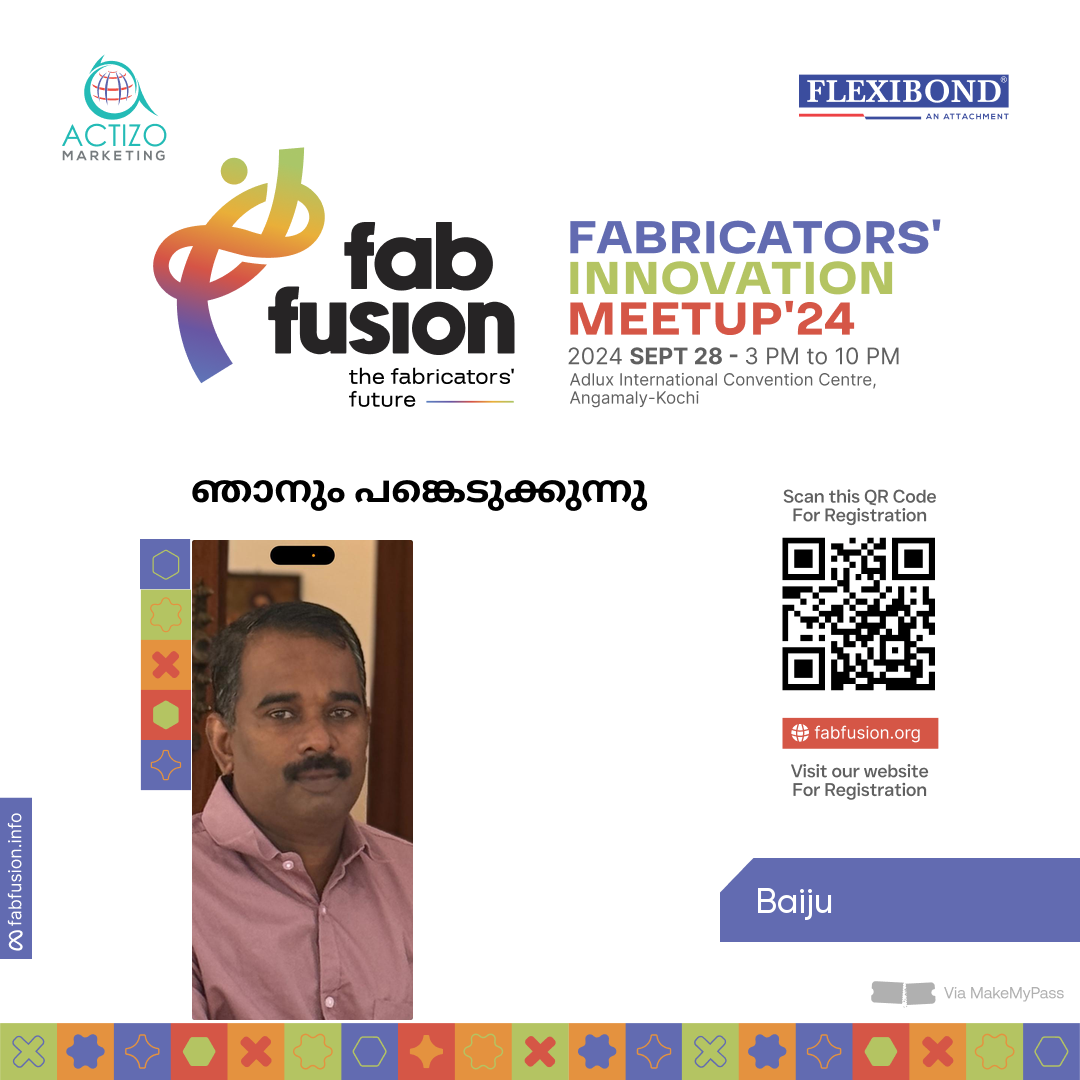 ACTIZO
MARKETING
FLEXIBOND®
AN ATTACHMENT
fab
fusion
the fabricators'
future
FABRICATORS'
INNOVATION
MEETUP'24
2024 SEPT 28 - 3 PM to 10 PM
Adlux International Convention Centre,
Angamaly-Kochi
ഞാനും പങ്കെടുക്കുന്നു
Scan this QR Code
For Registration
fabfusion.org
Visit our website
For Registration
fabfusion.info
Baiju
Via MakeMyPass